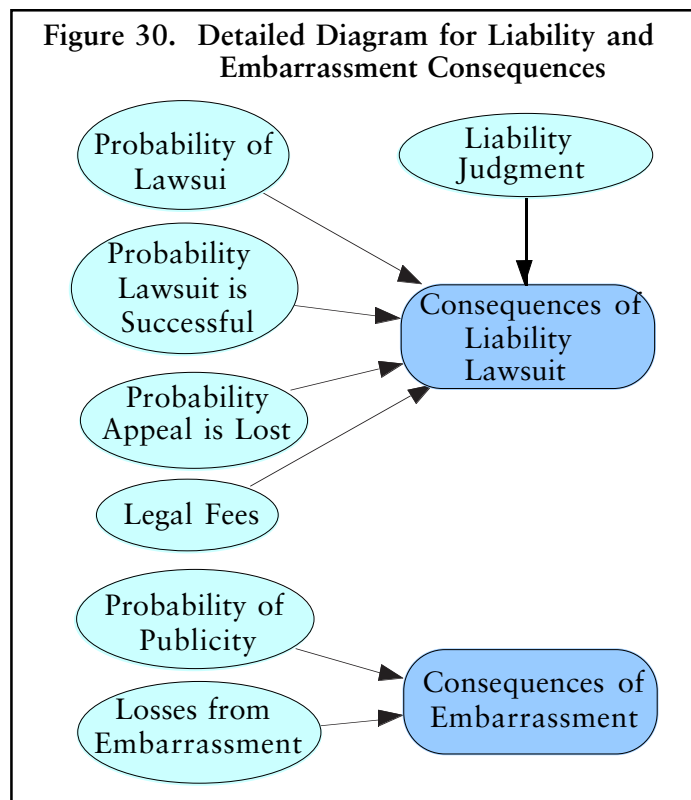 Figure 30. Detailed Diagram for Liability and
Embarrassment Consequences
Probability of
Lawsui
Liability
Judgment
Probability
Lawsuit is
Successful
Consequences of
Liability
Lawsuit
Probability
Appeal is Lost
Legal Fees
Probability of
Publicity
Consequences of
Embarrassment
Losses from
Embarrassment